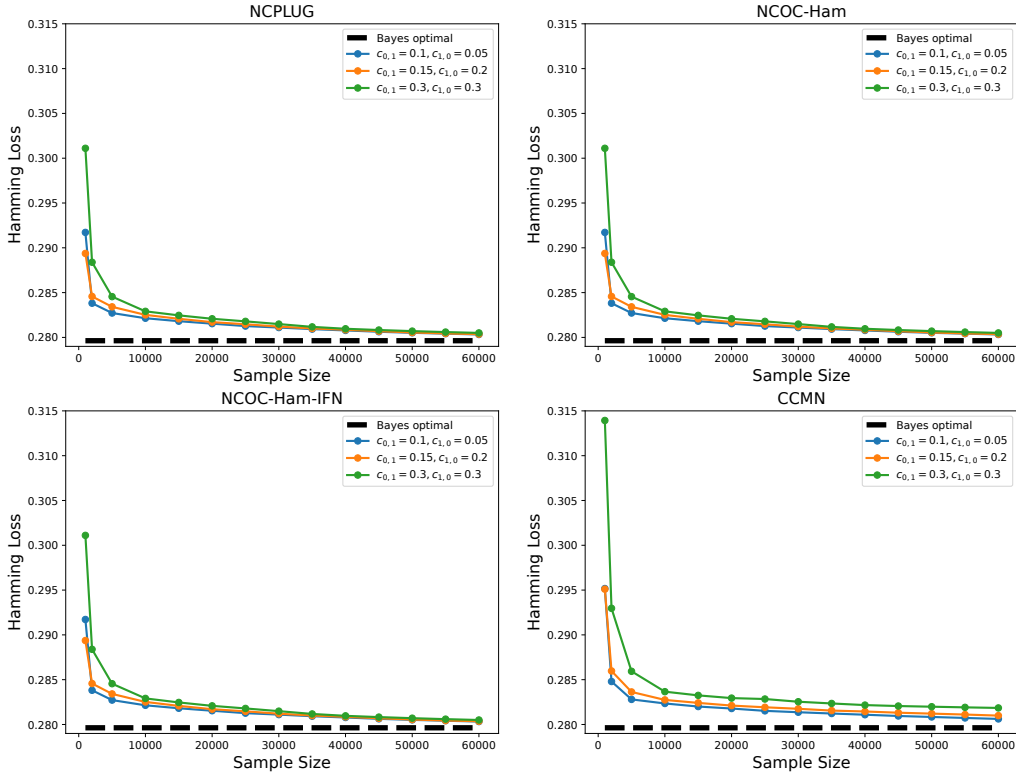 NCPLUG
Hamming Loss
0.315
0.310
0.305
0.300
0.295
0.290
0.285
0.280
Bayes optimal
c0,1 = 0.1, c1,0 = 0.05
c0,1 = 0.15, c1,0 = 0.2
c0,1 = 0.3, c1,0 = 0.3
0 10000 20000 30000 40000 50000 60000
Sample Size
NCOC-Ham
Hamming Loss
0.315
0.310
0.305
0.300
0.295
0.290
0.285
0.280
Bayes optimal
c0,1 = 0.1, c1,0 = 0.05
c0,1 = 0.15, c1,0 = 0.2
c0,1 = 0.3, c1,0 = 0.3
0 10000 20000 30000 40000 50000 60000
Sample Size
NCOC-Ham-IFN
Hamming Loss
0.315
0.310
0.305
0.300
0.295
0.290
0.285
0.280
Bayes optimal
c0,1 = 0.1, c1,0 = 0.05
c0,1 = 0.15, c1,0 = 0.2
c0,1 = 0.3, c1,0 = 0.3
0 10000 20000 30000 40000 50000 60000
Sample Size
CCMN
Hamming Loss
0.315
0.310
0.305
0.300
0.295
0.290
0.285
0.280
Bayes optimal
c0,1 = 0.1, c1,0 = 0.05
c0,1 = 0.15, c1,0 = 0.2
c0,1 = 0.3, c1,0 = 0.3
0 10000 20000 30000 40000 50000 60000
Sample Size